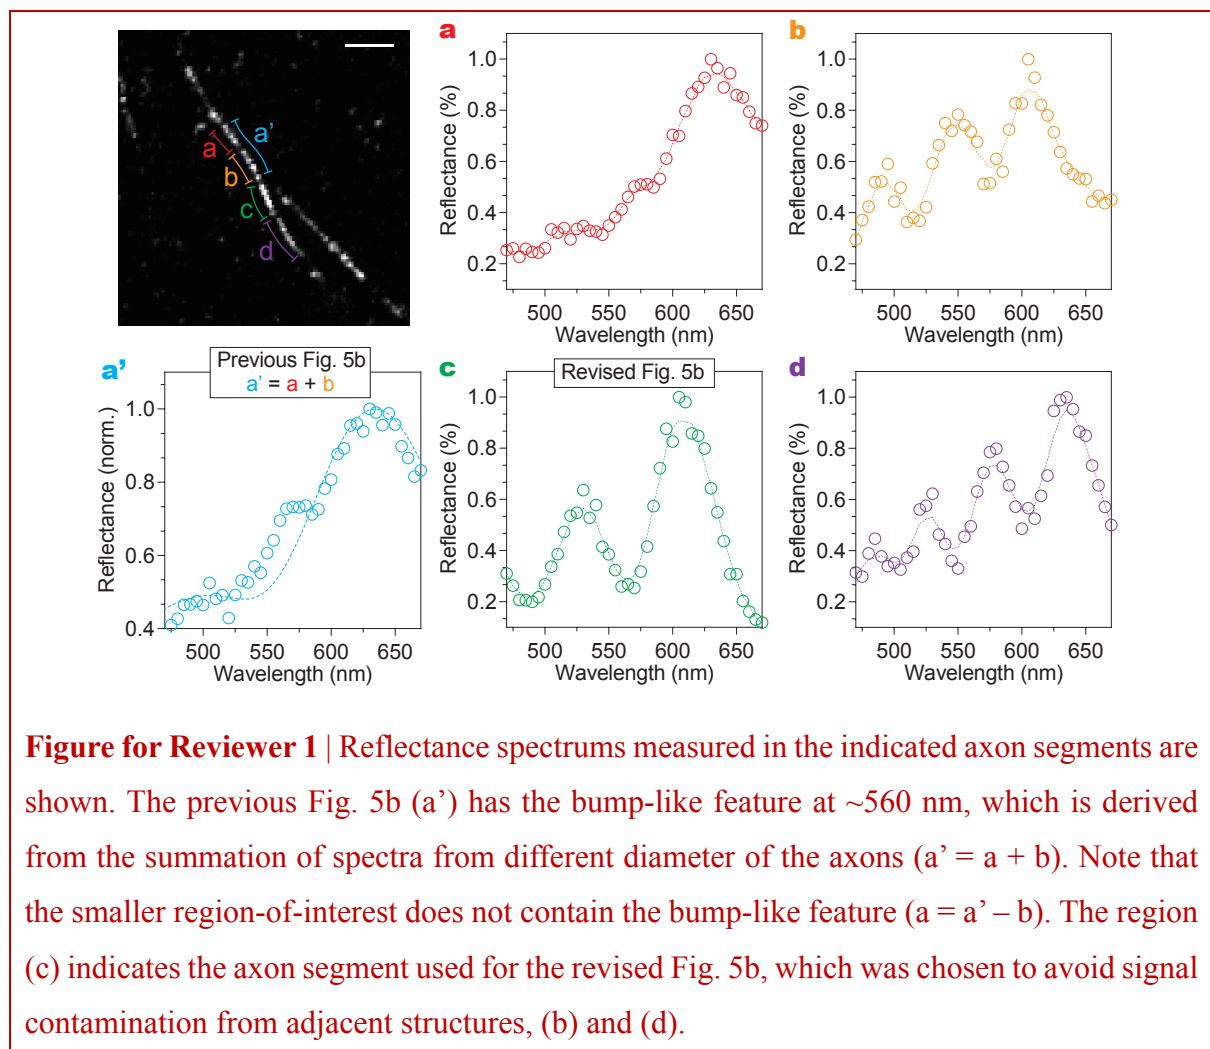 a'
a
b
c
d
a
Reflectance (%)
1.0
0.8
0.6
0.4
0.2
500 550 600 650
Wavelength (nm)
b
Reflectance (%)
1.0
0.8
0.6
0.4
0.2
500 550 600 650
Wavelength (nm)
a’
Previous Fig. 5b
a’ = a + b
Reflectance (norm.)
1.0
0.8
0.6
0.4
500 550 600 650
Wavelength (nm)
c
Revised Fig. 5b
Reflectance (%)
1.0
0.8
0.6
0.4
0.2
500 550 600 650
Wavelength (nm)
d
Reflectance (%)
1.0
0.8
0.6
0.4
0.2
500 550 600 650
Wavelength (nm)
Figure for Reviewer 1 | Reflectance spectrums measured in the indicated axon segments are
shown. The previous Fig. 5b (a’) has the bump-like feature at ~560 nm, which is derived
from the summation of spectra from different diameter of the axons (a’ = a + b). Note that
the smaller region-of-interest does not contain the bump-like feature (a = a’ – b). The region
(c) indicates the axon segment used for the revised Fig. 5b, which was chosen to avoid signal
contamination from adjacent structures, (b) and (d).